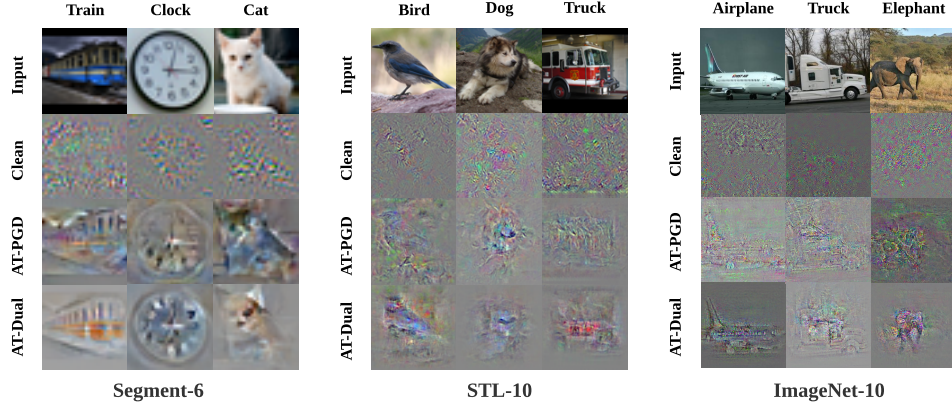 Train Clock Cat
Input
Clean
AT-PGD
AT-Dual
Segment-6
Bird Dog Truck
Input
Clean
AT-PGD
AT-Dual
STL-10
Airplane Truck Elephant
Input
Clean
AT-PGD
AT-Dual
ImageNet-10